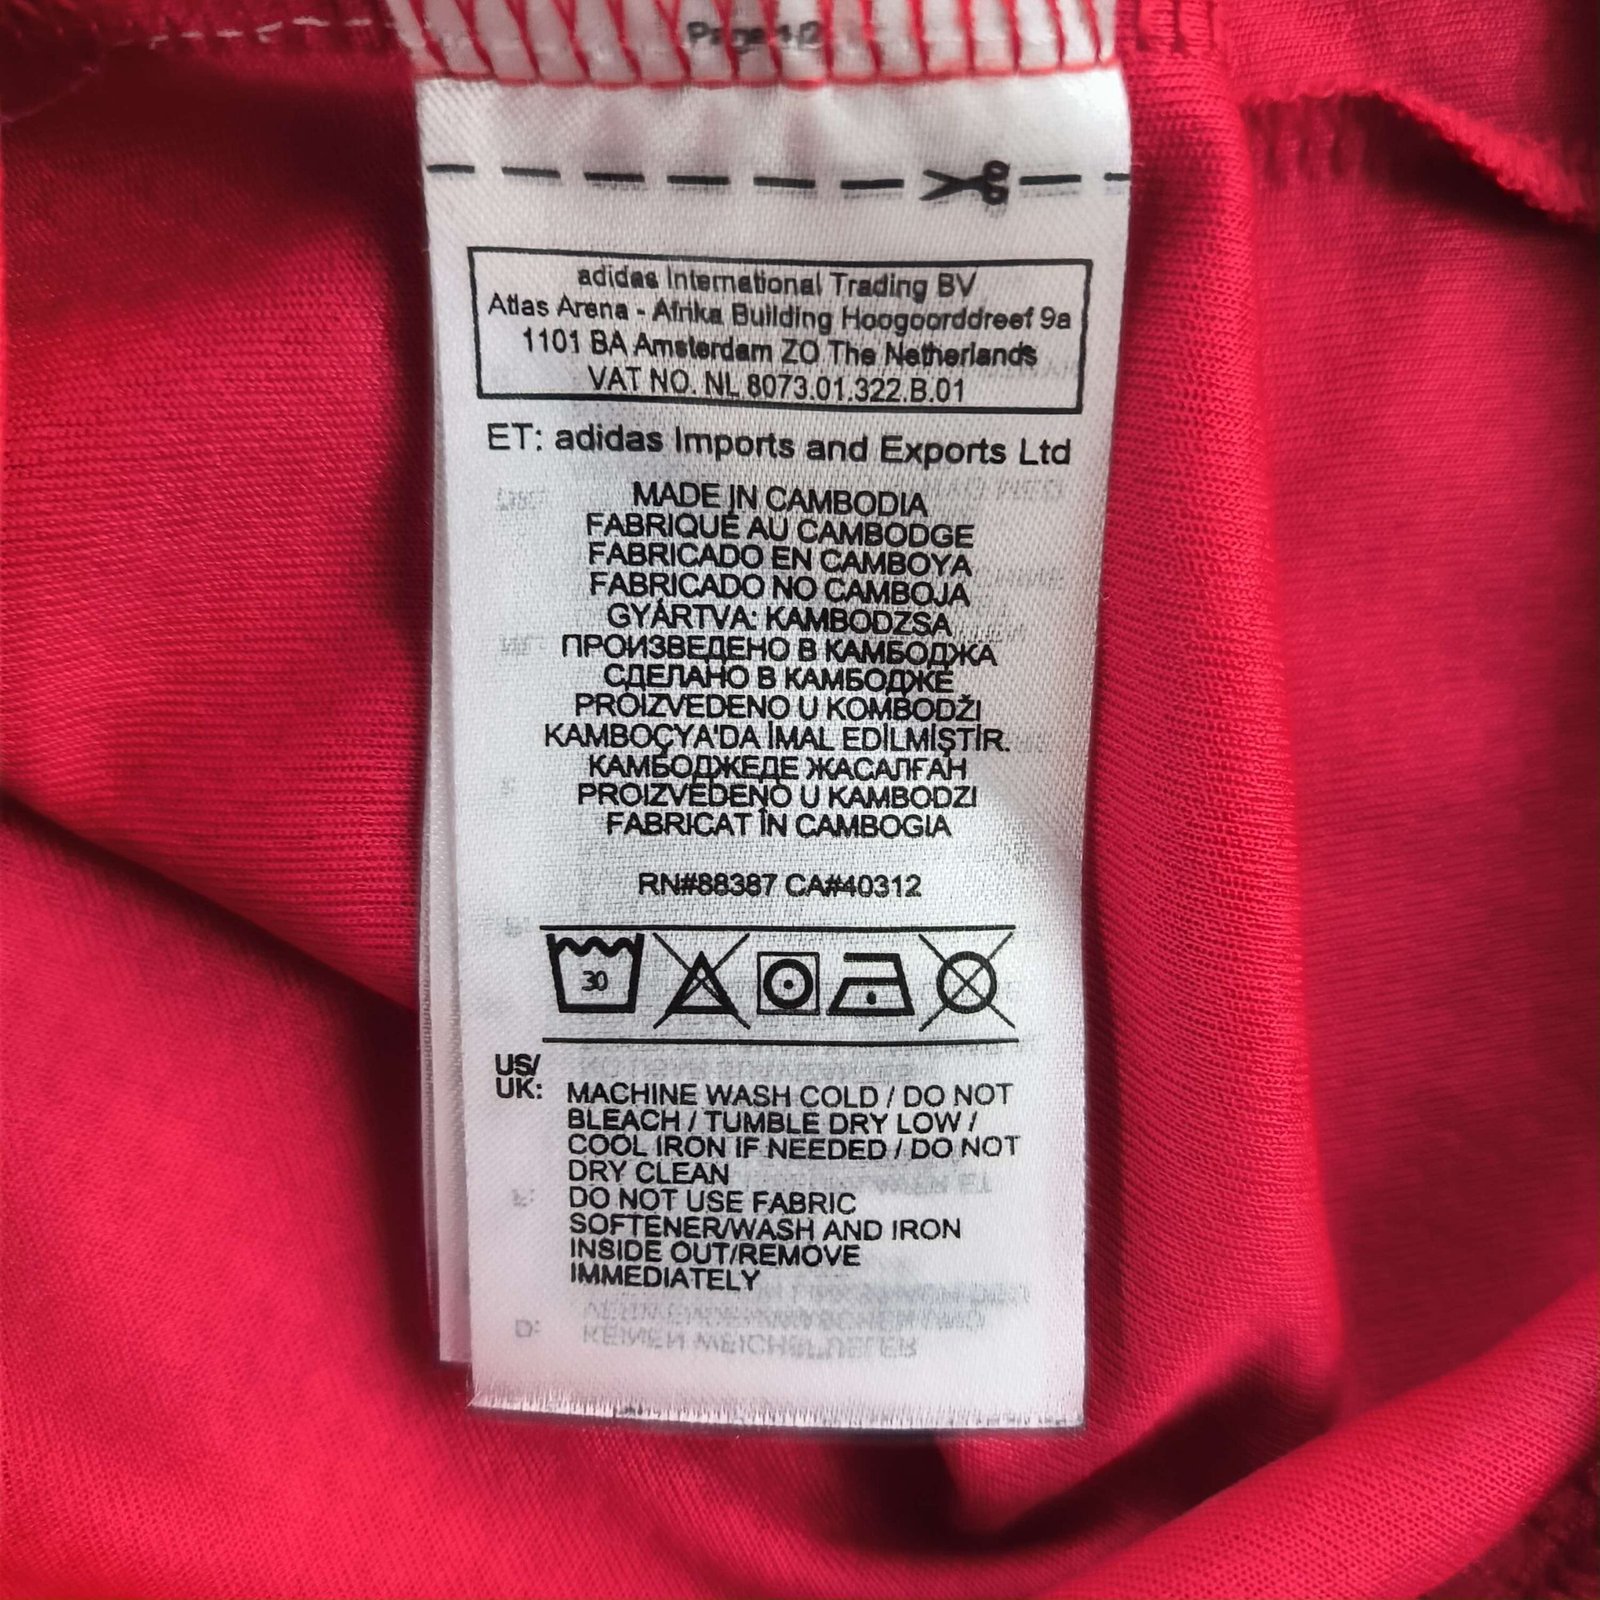 Page 1/2
adidas International Trading BV
Atlas Arena - Afrika Building Hoogoorddreef 9a
1101 BA Amsterdam ZO The Netherlands
VAT NO. NL 8073.01.322.B.01
ET: adidas Imports and Exports Ltd
MADE IN CAMBODIA
FABRIQUÉ AU CAMBODGE
FABRICADO EN CAMBOYA
FABRICADO NO CAMBOJA
GYÁRTVA: KAMBODZSA
ПРОИЗВЕДЕНО В КАМБОДЖА
СДЕЛАНО В КАМБОДЖЕ
PROIZVEDENO U KOMBODŽI
KAMBOÇYA'DA İMAL EDİLMİŞTİR.
КАМБОДЖЕДЕ ЖАСАЛҒАН
PROIZVEDENO U KAMBODZI
FABRICAT ÎN CAMBOGIA
RN#88387 CA#40312
30
US/
UK: MACHINE WASH COLD / DO NOT
BLEACH / TUMBLE DRY LOW /
COOL IRON IF NEEDED / DO NOT
DRY CLEAN
DO NOT USE FABRIC
SOFTENER/WASH AND IRON
INSIDE OUT/REMOVE
IMMEDIATELY